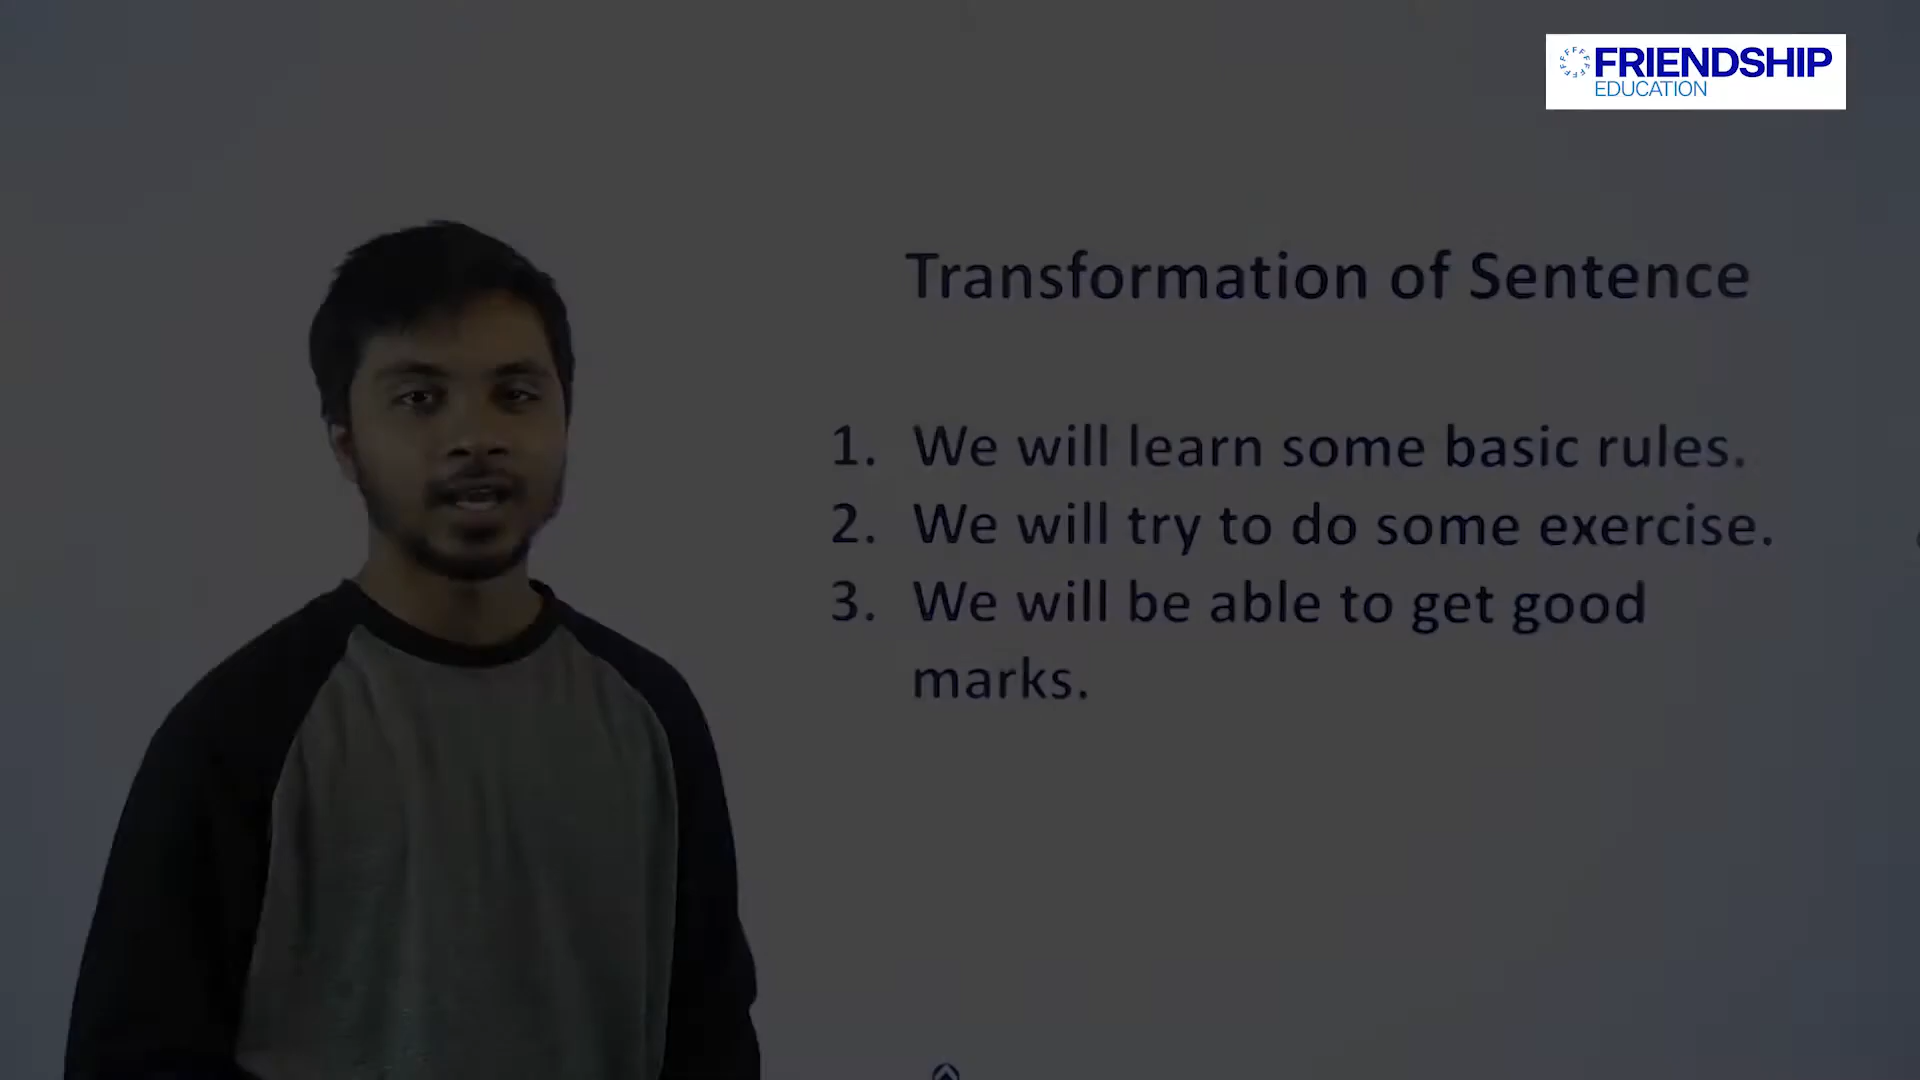 FRIENDSHIP
EDUCATION
Transformation of Sentence
1. We will learn some basic rules.
2. We will try to do some exercise.
3. We will be able to get good
marks.